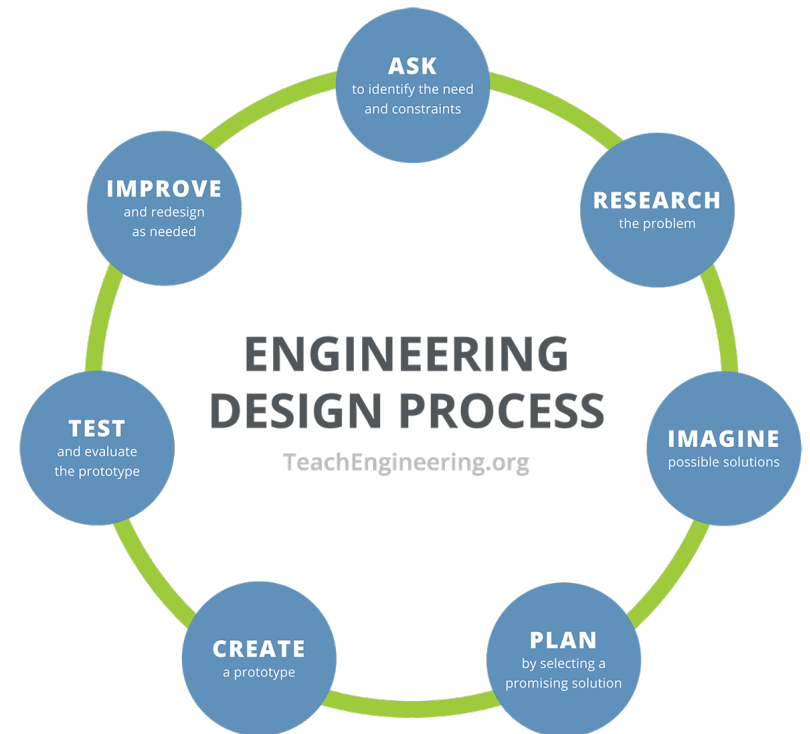 ASK
to identify the need
and constraints
RESEARCH
the problem
IMAGINE
possible solutions
PLAN
by selecting a
promising solution
CREATE
a prototype
TEST
and evaluate
the prototype
IMPROVE
and redesign
as needed
ENGINEERING
DESIGN PROCESS
TeachEngineering.org